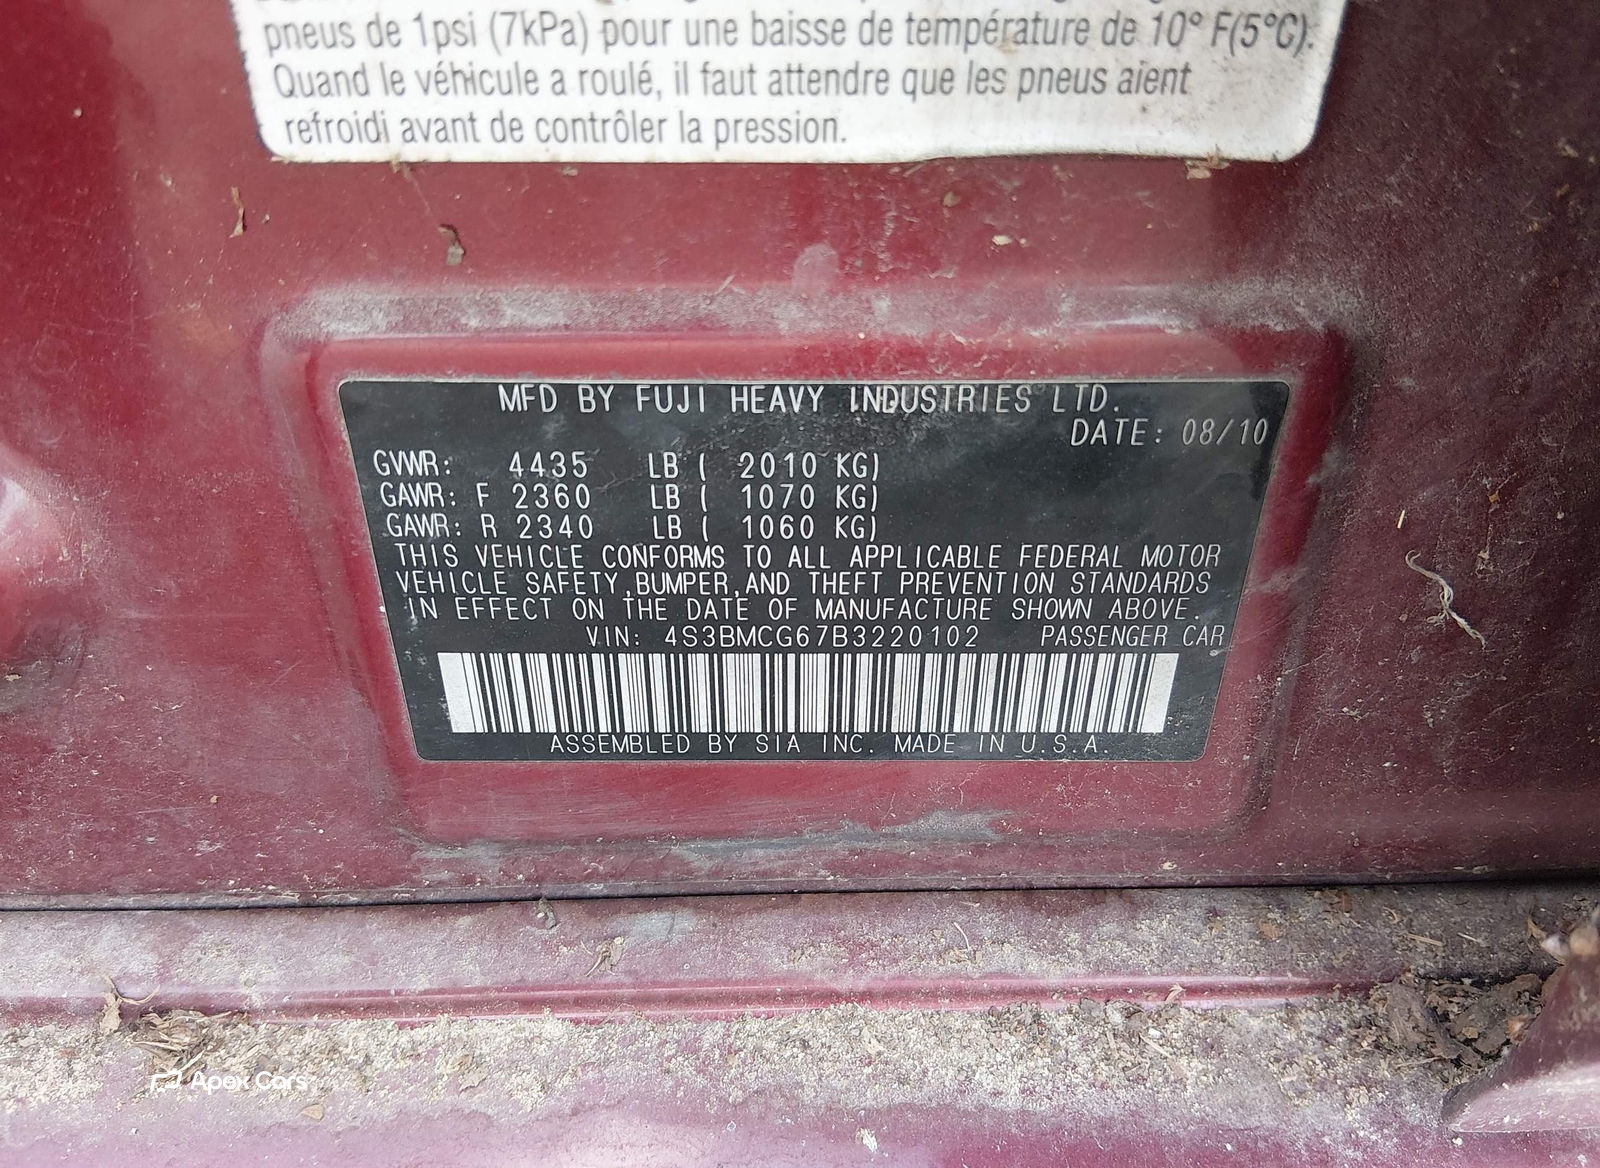 pneus de 1psi (7kPa) pour une baisse de température de 10° F(5°C).
Quand le véhicule a roulé, il faut attendre que les pneus aient
refroidi avant de contrôler la pression.
MFD BY FUJI HEAVY INDUSTRIES LTD.
DATE: 08/10
GVWR: 4435 LB ( 2010 KG)
GAWR: F 2360 LB ( 1070 KG)
GAWR: R 2340 LB ( 1060 KG)
THIS VEHICLE CONFORMS TO ALL APPLICABLE FEDERAL MOTOR
VEHICLE SAFETY,BUMPER,AND THEFT PREVENTION STANDARDS
IN EFFECT ON THE DATE OF MANUFACTURE SHOWN ABOVE.
VIN: 4S3BMCG67B3220102 PASSENGER CAR
ASSEMBLED BY SIA INC. MADE IN U.S.A.
Apex Cars